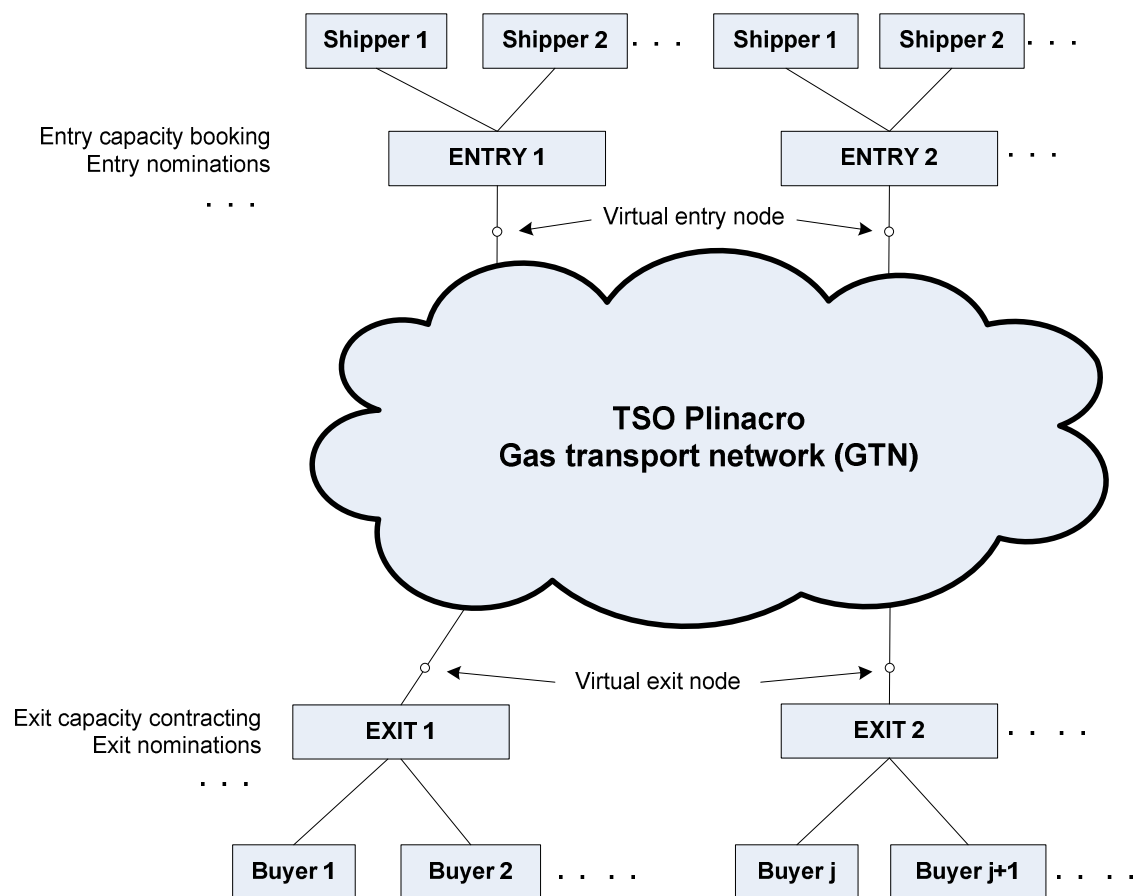 Shipper 1
Shipper 2
. . .
Shipper 1
Shipper 2
. . .
Entry capacity booking
Entry nominations
. . .
ENTRY 1
ENTRY 2
. . .
Virtual entry node
TSO Plinacro
Gas transport network (GTN)
Virtual exit node
Exit capacity contracting
Exit nominations
. . .
EXIT 1
EXIT 2
. . . .
Buyer 1
Buyer 2
. . . .
Buyer j
Buyer j+1
. . . .